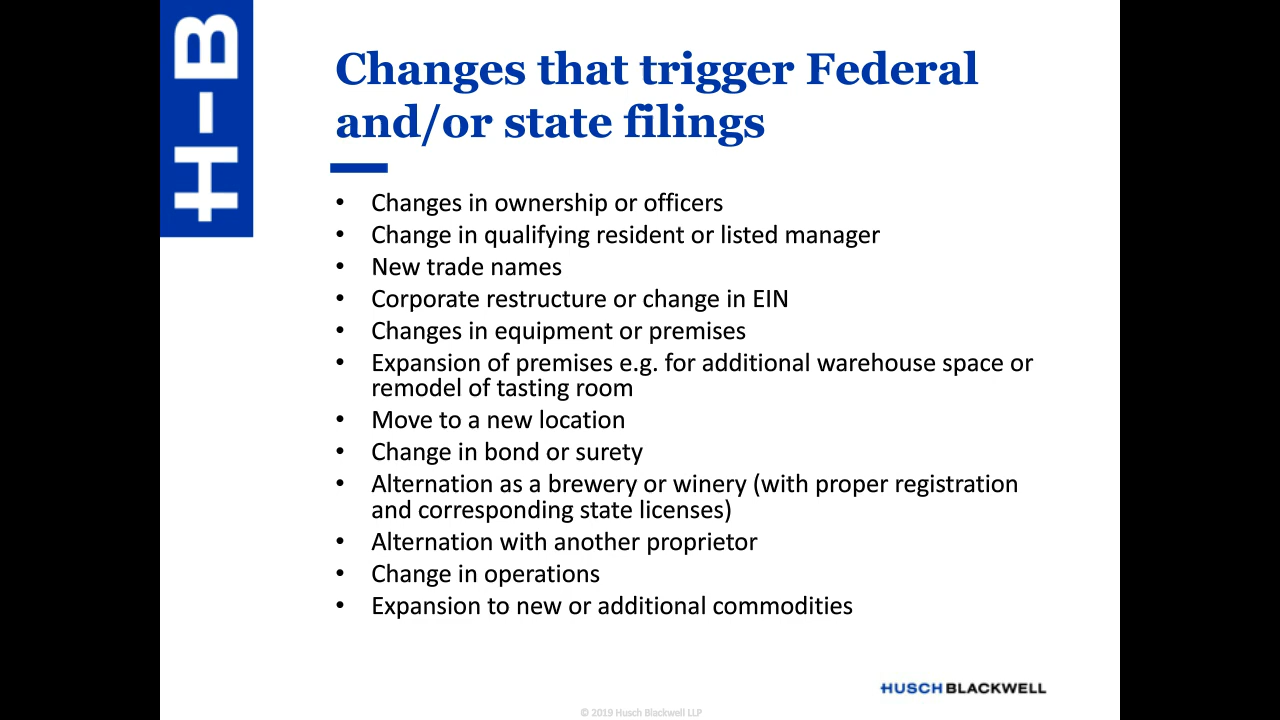 H-B
Changes that trigger Federal
and/or state filings
• Changes in ownership or officers
• Change in qualifying resident or listed manager
• New trade names
• Corporate restructure or change in EIN
• Changes in equipment or premises
• Expansion of premises e.g. for additional warehouse space or
remodel of tasting room
• Move to a new location
• Change in bond or surety
• Alternation as a brewery or winery (with proper registration
and corresponding state licenses)
• Alternation with another proprietor
• Change in operations
• Expansion to new or additional commodities
HUSCH BLACKWELL
© 2019 Husch Blackwell LLP